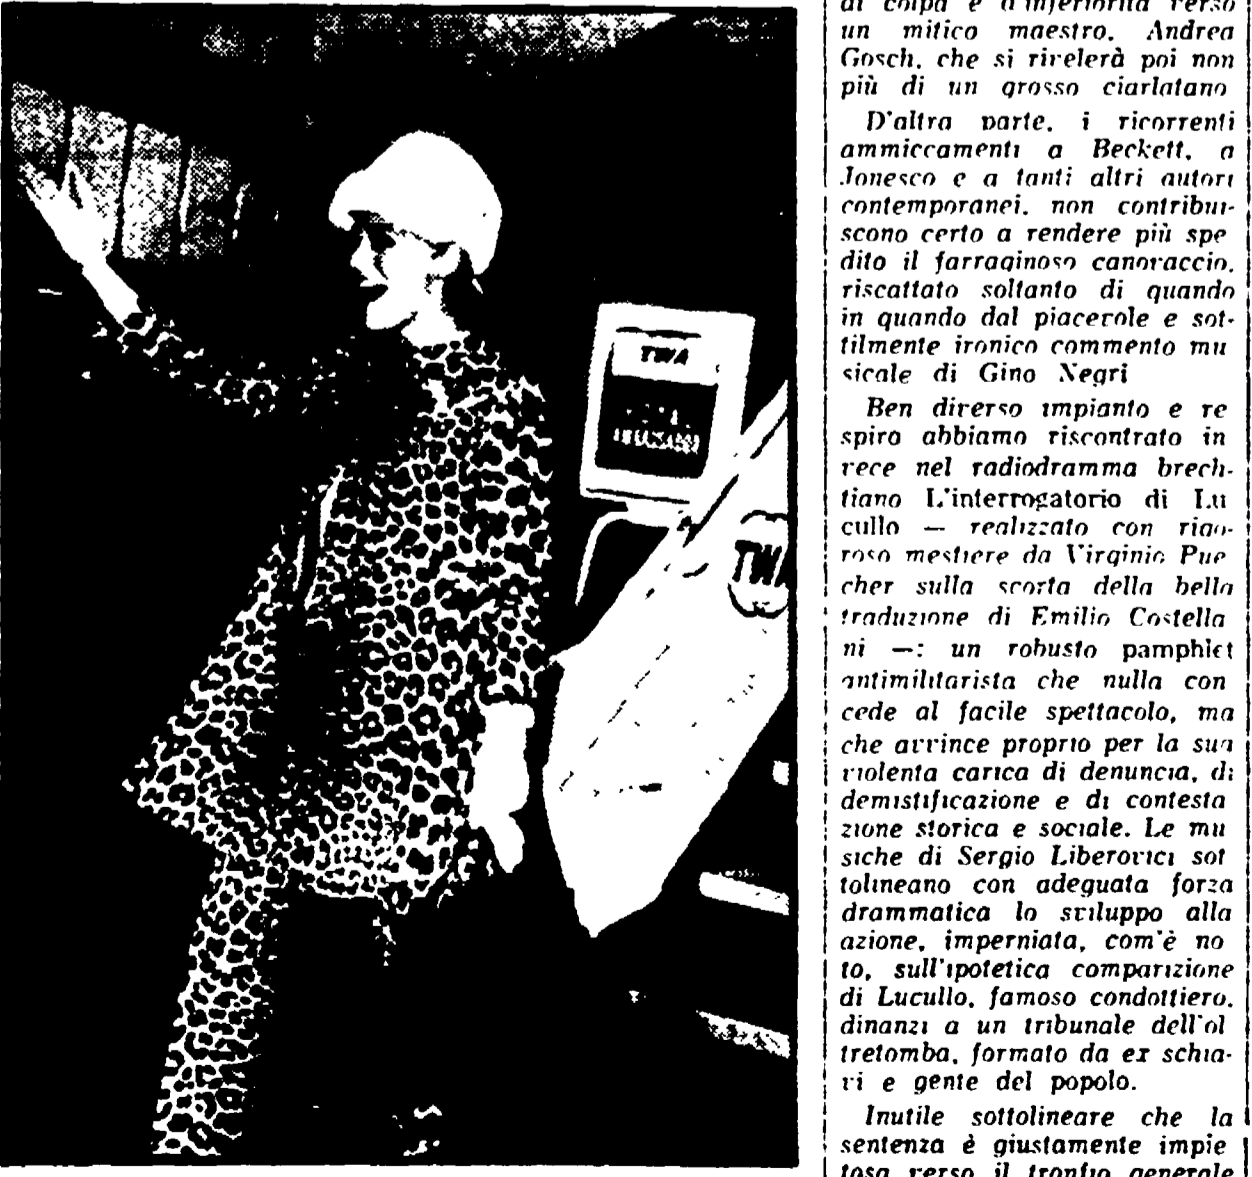 TWA
TWA
di colpa e d'inferiorità verso
un mitico maestro. Andrea
Gosch. che si rivelerà poi non
più di un grosso ciarlatano
D'altra parte. i ricorrenti
ammiccamenti a Beckett. a
Jonesco e a tanti altri autori
contemporanei. non contribui-
scono certo a rendere più spe
dito il farraginoso canovaccio.
riscattato soltanto di quando
in quando dal piacevole e sot-
tilmente ironico commento mu
sicale di Gino Negri
Ben diverso impianto e re
spiro abbiamo riscontrato in
vece nel radiodramma brech-
tiano L'interrogatorio di Lu
cullo — realizzato con rigo-
roso mestiere da Virginio Pue
cher sulla scorta della bella
traduzione di Emilio Castella
ni —: un robusto pamphlet
antimilitarista che nulla con
cede al facile spettacolo, ma
che avvince proprio per la sua
violenta carica di denuncia, di
demistificazione e di contesta
zione storica e sociale. Le mu
siche di Sergio Liberovici sot
tolineano con adeguata forza
drammatica lo sviluppo alla
azione, imperniata, com'è no
to, sull'ipotetica comparizione
di Lucullo, famoso condottiero.
dinanzi a un tribunale dell'ol
tretomba, formato da ex schia-
vi e gente del popolo.
Inutile sottolineare che la
sentenza è giustamente impie
tosa verso il tronfio generale